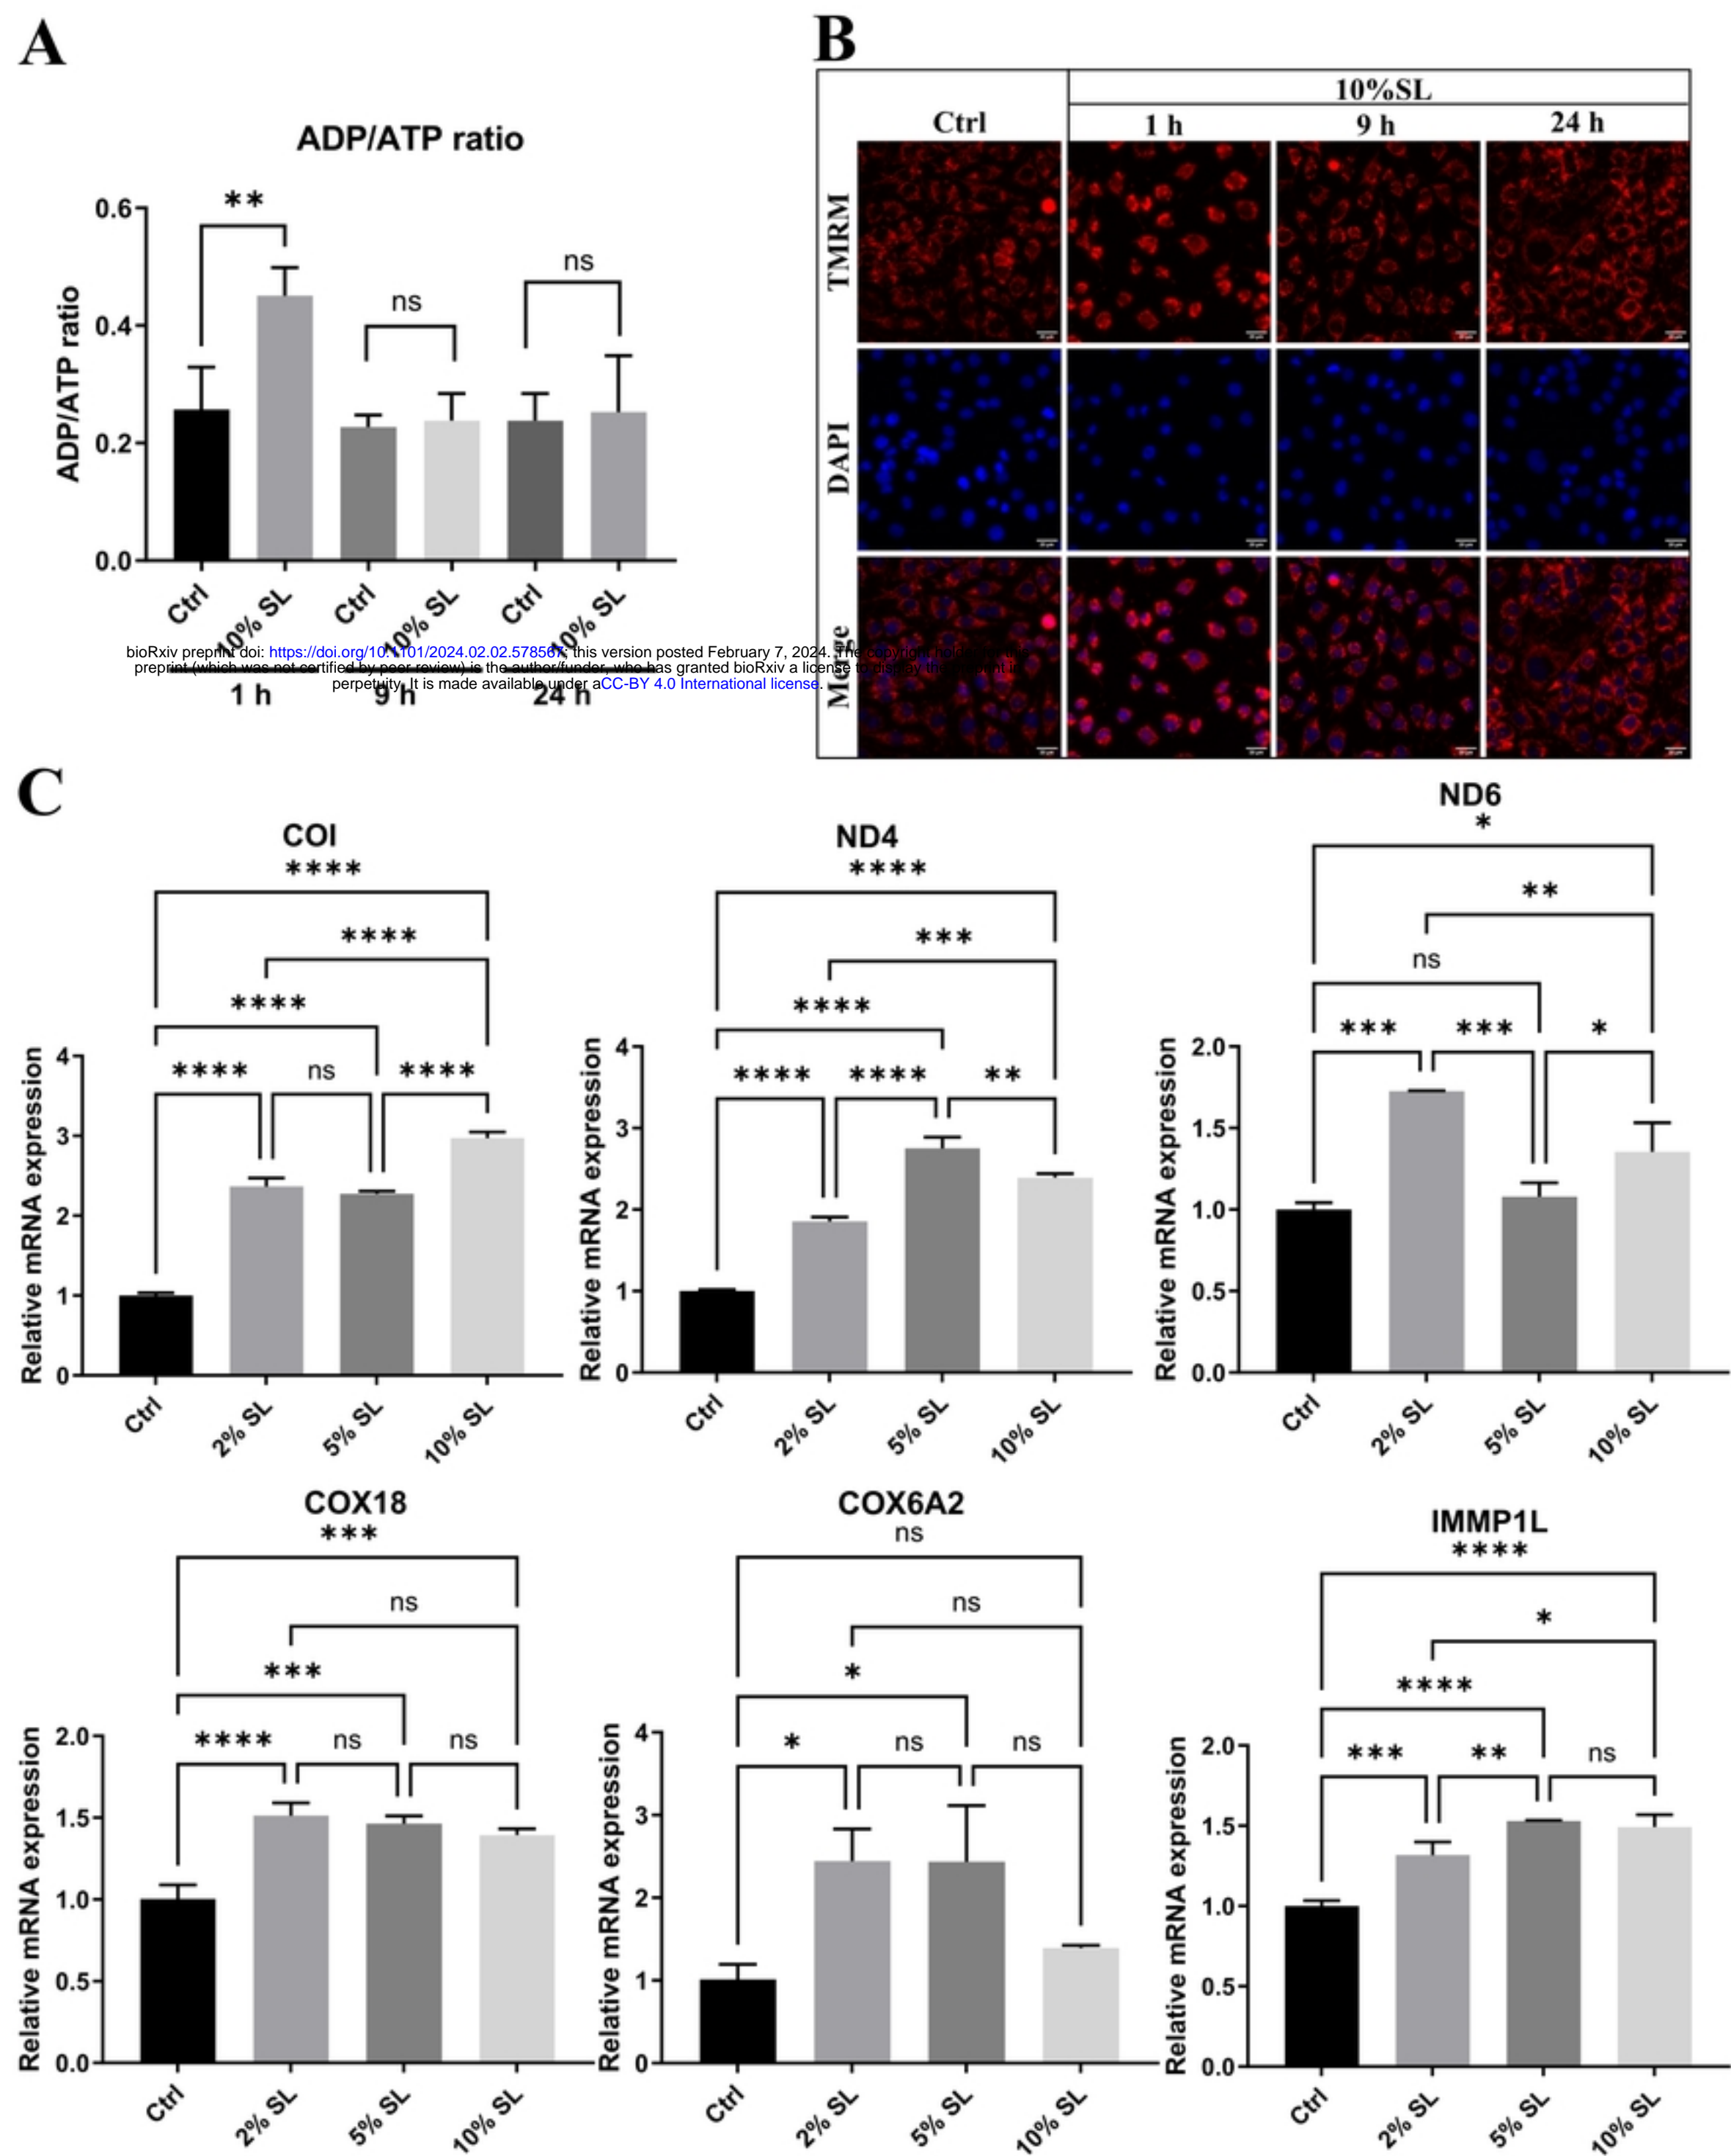 A
ADP/ATP ratio
ADP/ATP ratio
0.6
0.4
0.2
0.0
**
ns
ns
Ctrl
10% SL
Ctrl
10% SL
Ctrl
10% SL
1 h
9 h
24 h
bioRxiv preprint doi: https://doi.org/10.1101/2024.02.02.578567; this version posted February 7, 2024. The copyright holder for this
preprint (which was not certified by peer review) is the author/funder, who has granted bioRxiv a license to display the preprint in
perpetuity. It is made available under aCC-BY 4.0 International license.
B
10%SL
Ctrl
1 h
9 h
24 h
TMRM
DAPI
Merge
C
COI
****
****
****
****
ns
****
Relative mRNA expression
4
3
2
1
0
Ctrl
2% SL
5% SL
10% SL
ND4
****
***
****
****
****
**
Relative mRNA expression
4
3
2
1
0
Ctrl
2% SL
5% SL
10% SL
ND6
*
**
ns
***
***
*
Relative mRNA expression
2.0
1.5
1.0
0.5
0.0
Ctrl
2% SL
5% SL
10% SL
COX18
***
ns
***
****
ns
ns
Relative mRNA expression
2.0
1.5
1.0
0.5
0.0
Ctrl
2% SL
5% SL
10% SL
COX6A2
ns
ns
*
*
ns
ns
Relative mRNA expression
4
3
2
1
0
Ctrl
2% SL
5% SL
10% SL
IMMP1L
****
*
****
***
**
ns
Relative mRNA expression
2.0
1.5
1.0
0.5
0.0
Ctrl
2% SL
5% SL
10% SL